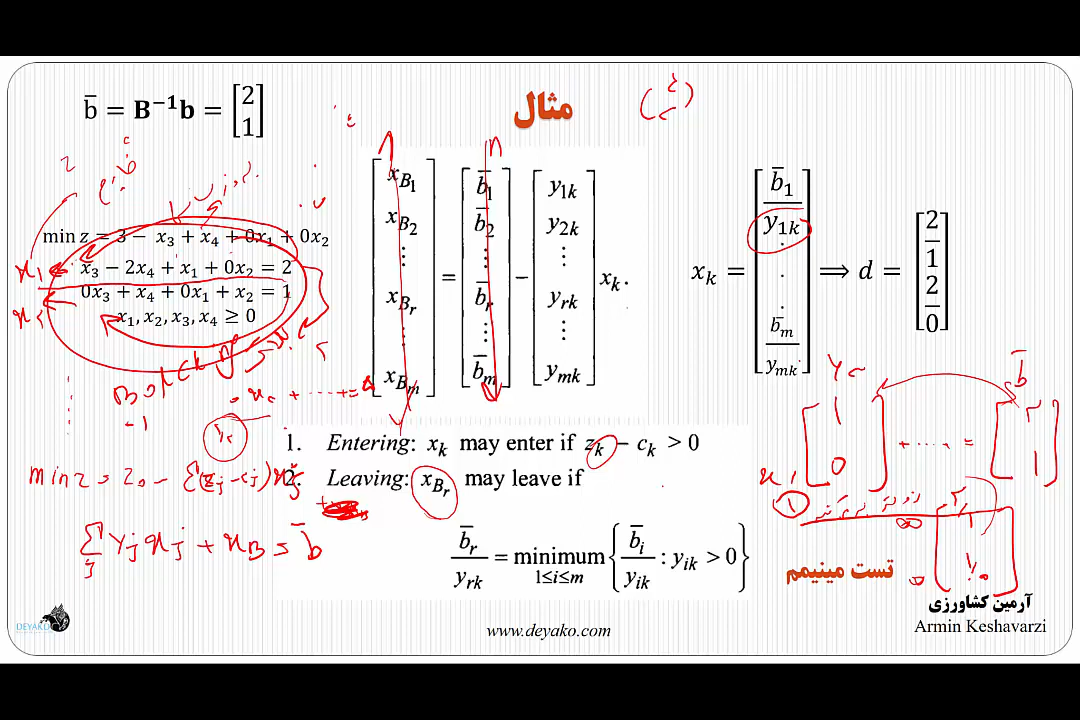 مثال
b̄ = B⁻¹b = [2 1]
min z = 3 − x₃ + x₄ + 0x₁ + 0x₂
x₃ − 2x₄ + x₁ + 0x₂ = 2
0x₃ + x₄ + 0x₁ + x₂ = 1
x₁, x₂, x₃, x₄ ≥ 0
[x_B₁ x_B₂ ⋮ x_Bᵣ ⋮ x_Bₘ] = [b̄₁ b̄₂ ⋮ b̄ᵣ ⋮ b̄ₘ] − [y₁ₖ y₂ₖ ⋮ yᵣₖ ⋮ yₘₖ] xₖ.
xₖ = [b̄₁/y₁ₖ . . . b̄ₘ/yₘₖ] ⟹ d = [2/1 2/0]
1. Entering: xₖ may enter if zₖ − cₖ > 0
2. Leaving: x_Bᵣ may leave if
b̄ᵣ/yᵣₖ = minimum 1≤i≤m {b̄ᵢ/yᵢₖ : yᵢₖ > 0}
min z = z₀ − Σ(zⱼ − cⱼ)xⱼ
Σⱼ yⱼxⱼ + x_B = b̄
تست مینیمم
آرمین کشاورزی
Armin Keshavarzi
DEYAKO
www.deyako.com